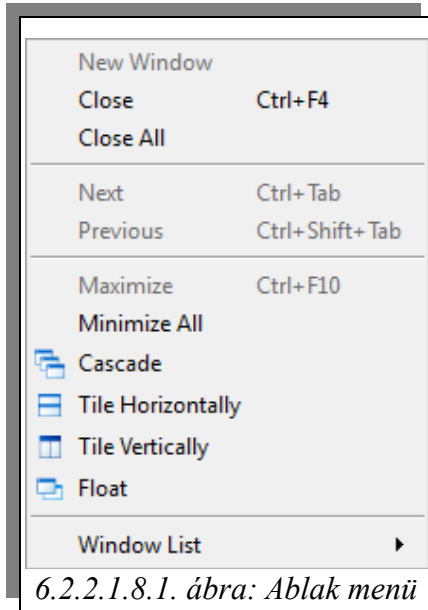 New Window
Close Ctrl+F4
Close All
Next Ctrl+Tab
Previous Ctrl+Shift+Tab
Maximize Ctrl+F10
Minimize All
Cascade
Tile Horizontally
Tile Vertically
Float
Window List
6.2.2.1.8.1. ábra: Ablak menü